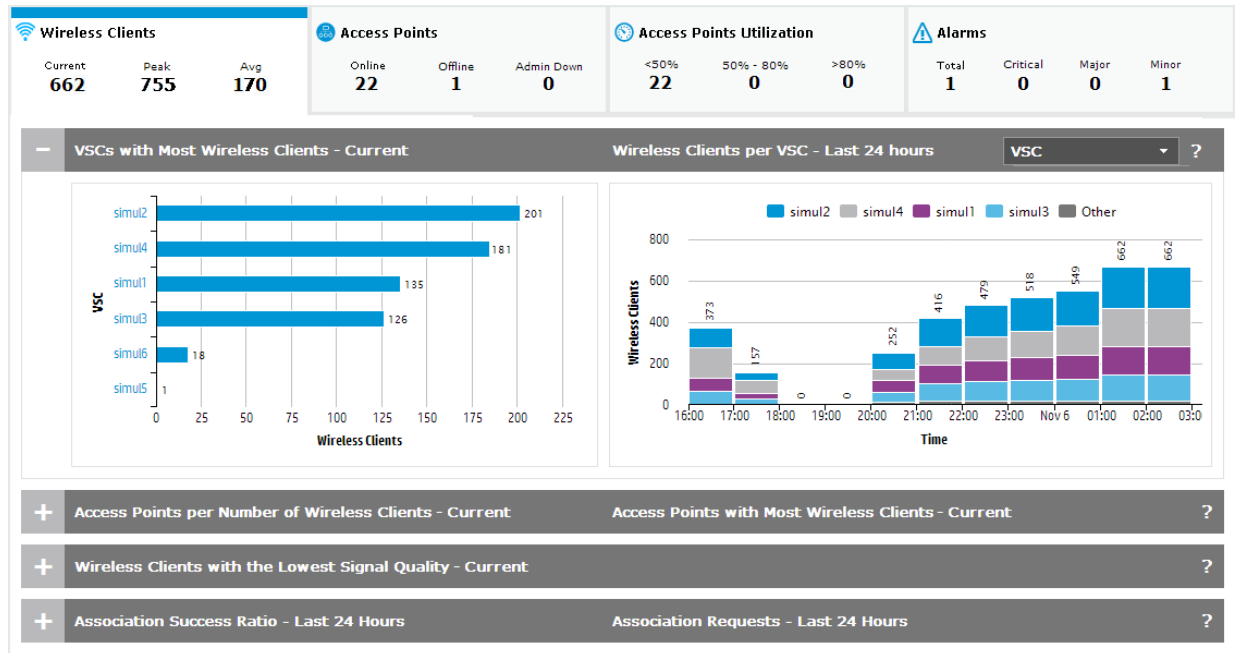 Wireless Clients
Current Peak Avg
662 755 170
Access Points
Online Offline Admin Down
22 1 0
Access Points Utilization
<50% 50% - 80% >80%
22 0 0
Alarms
Total Critical Major Minor
1 0 0 1
− VSCs with Most Wireless Clients - Current
Wireless Clients per VSC - Last 24 hours VSC ?
VSC
simul2 201
simul4 181
simul1 135
simul3 126
simul6 18
simul5 1
0 25 50 75 100 125 150 175 200 225
Wireless Clients
simul2 simul4 simul1 simul3 Other
Wireless Clients
800
600
400
200
0
373 157 0 0 252 416 479 518 549 662 662
16:00 17:00 18:00 19:00 20:00 21:00 22:00 23:00 Nov 6 01:00 02:00 03:0
Time
+ Access Points per Number of Wireless Clients - Current Access Points with Most Wireless Clients - Current ?
+ Wireless Clients with the Lowest Signal Quality - Current ?
+ Association Success Ratio - Last 24 Hours Association Requests - Last 24 Hours ?